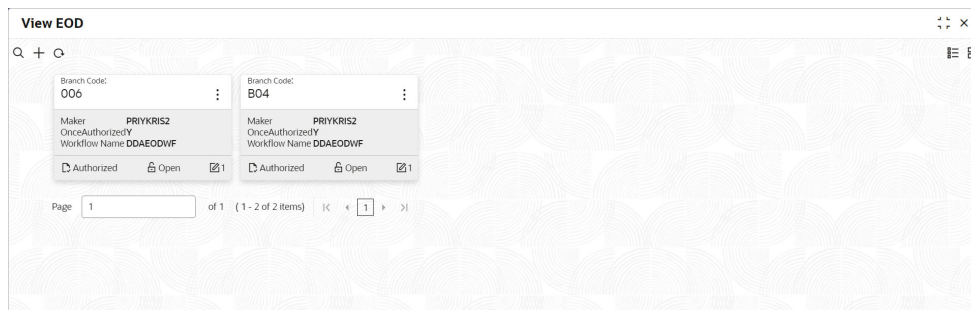 View EOD
Branch Code:
006
Maker PRIYKRIS2
OnceAuthorizedY
Workflow Name DDAEODWF
Authorized Open 1
Branch Code:
B04
Maker PRIYKRIS2
OnceAuthorizedY
Workflow Name DDAEODWF
Authorized Open 1
Page 1 of 1 (1 - 2 of 2 items) 1